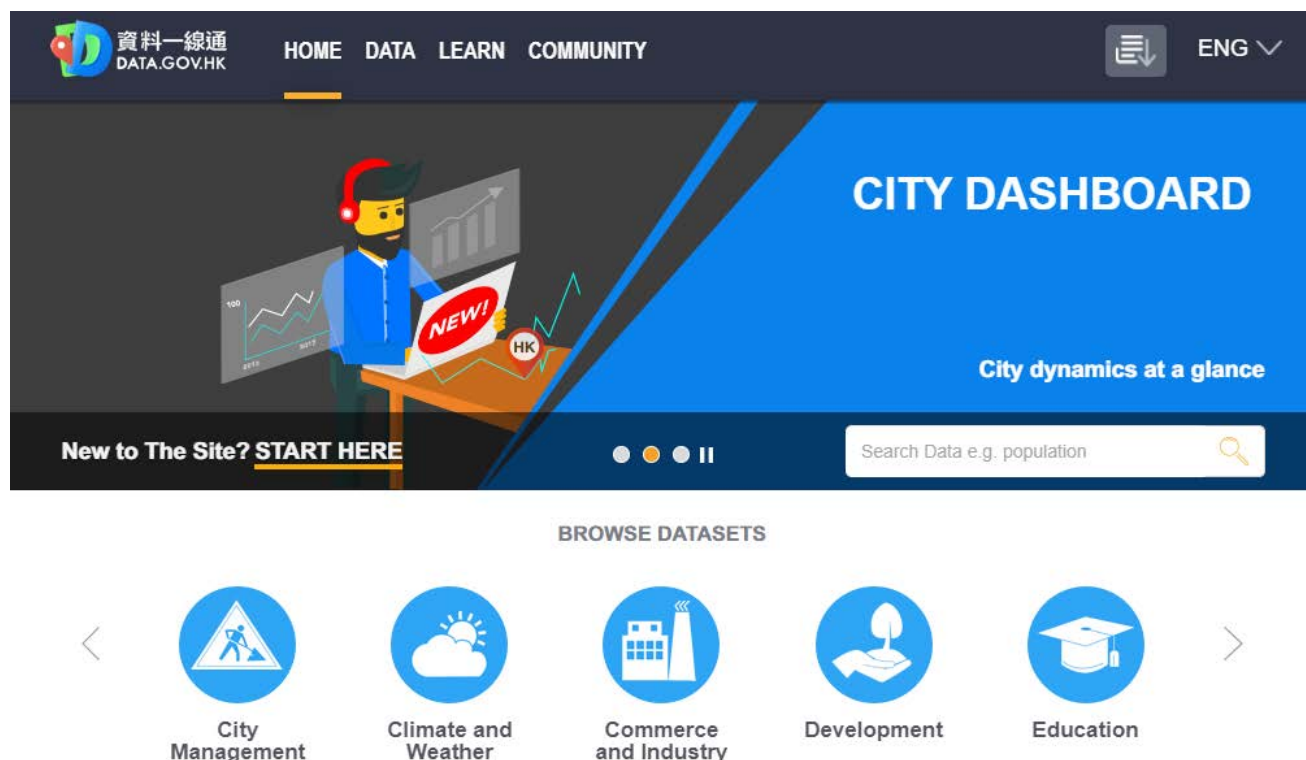 資料一線通
DATA.GOV.HK
HOME DATA LEARN COMMUNITY
ENG
CITY DASHBOARD
100
NEW!
HK
City dynamics at a glance
New to The Site? START HERE
Search Data e.g. population
BROWSE DATASETS
City
Management
Climate and
Weather
Commerce
and Industry
Development
Education